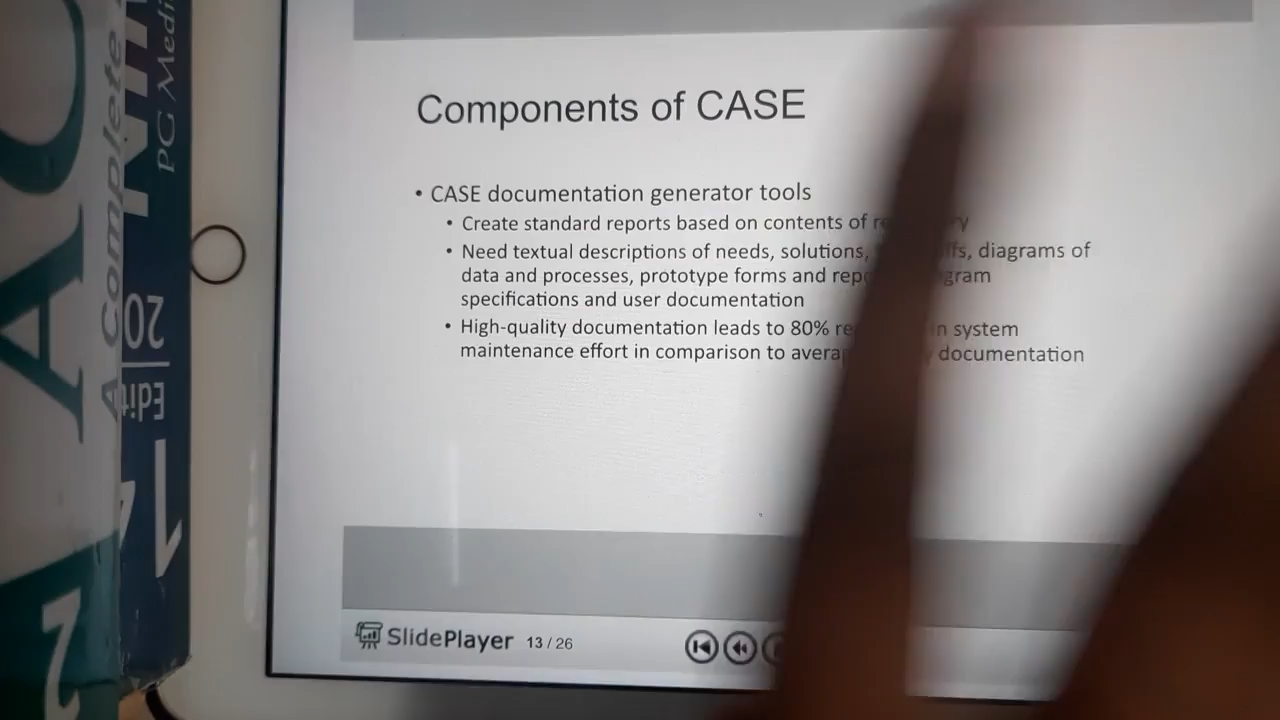 Components of CASE
• CASE documentation generator tools
• Create standard reports based on contents of
• Need textual descriptions of needs, solutions, diagrams of
data and processes, prototype forms and
specifications and user documentation
• High-quality documentation leads to 80% in system
maintenance effort in comparison to documentation
SlidePlayer 13 / 26
A Complete
PG Medi
20
Edit